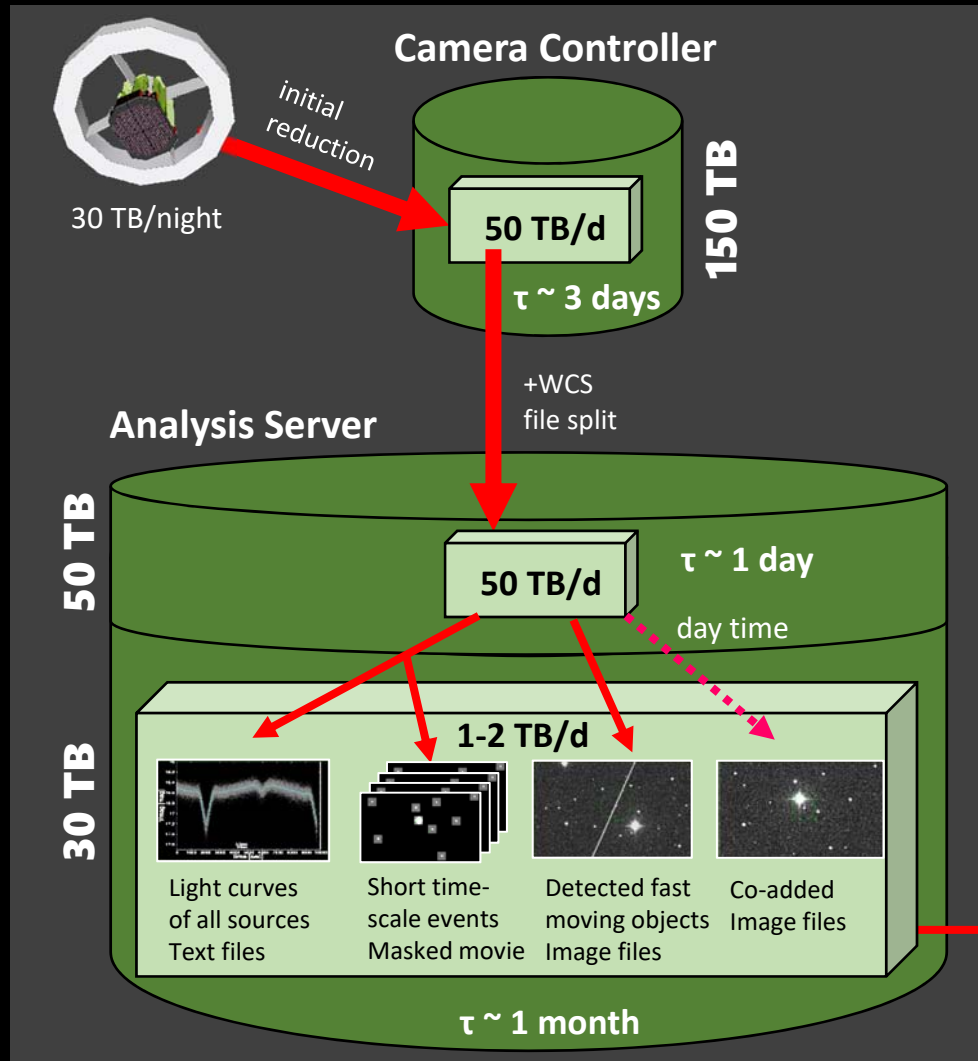 Camera Controller
initial
reduction
30 TB/night
50 TB/d
τ ~ 3 days
150 TB
+WCS
file split
Analysis Server
50 TB
50 TB/d
τ ~ 1 day
day time
30 TB
1-2 TB/d
Light curves
of all sources
Text files
Short time-
scale events
Masked movie
Detected fast
moving objects
Image files
Co-added
Image files
τ ~ 1 month